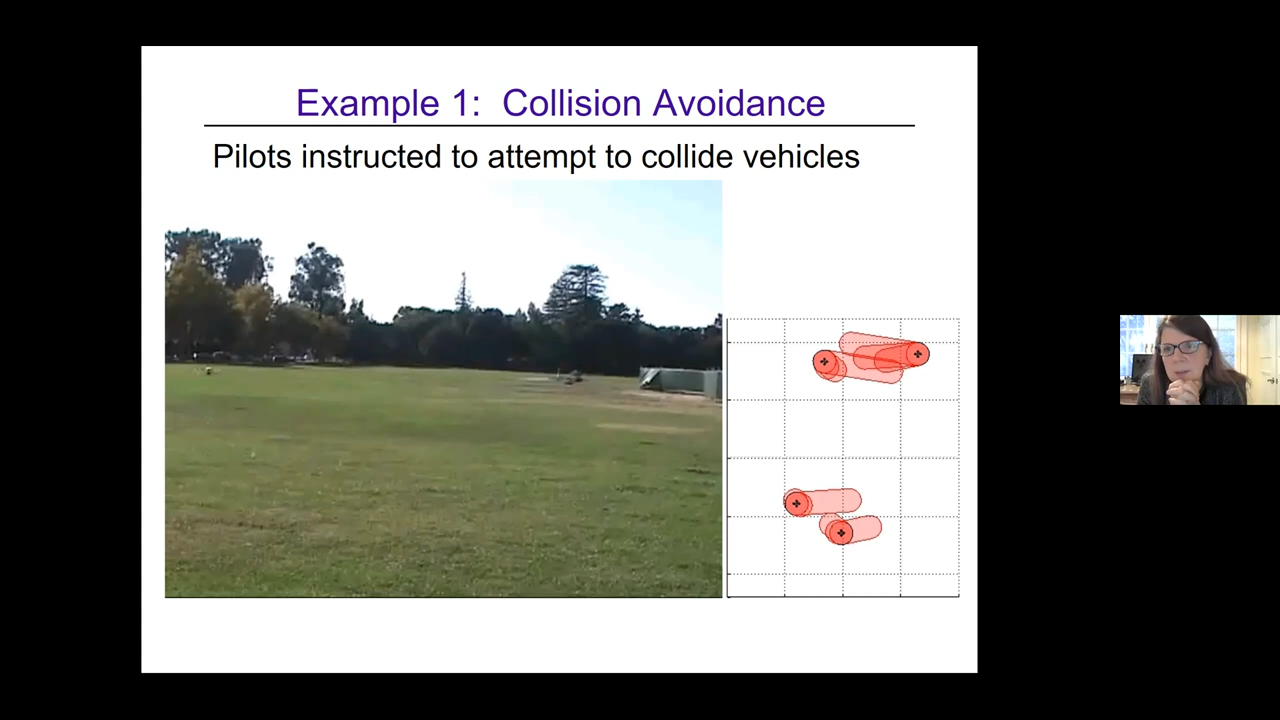 Example 1: Collision Avoidance
Pilots instructed to attempt to collide vehicles